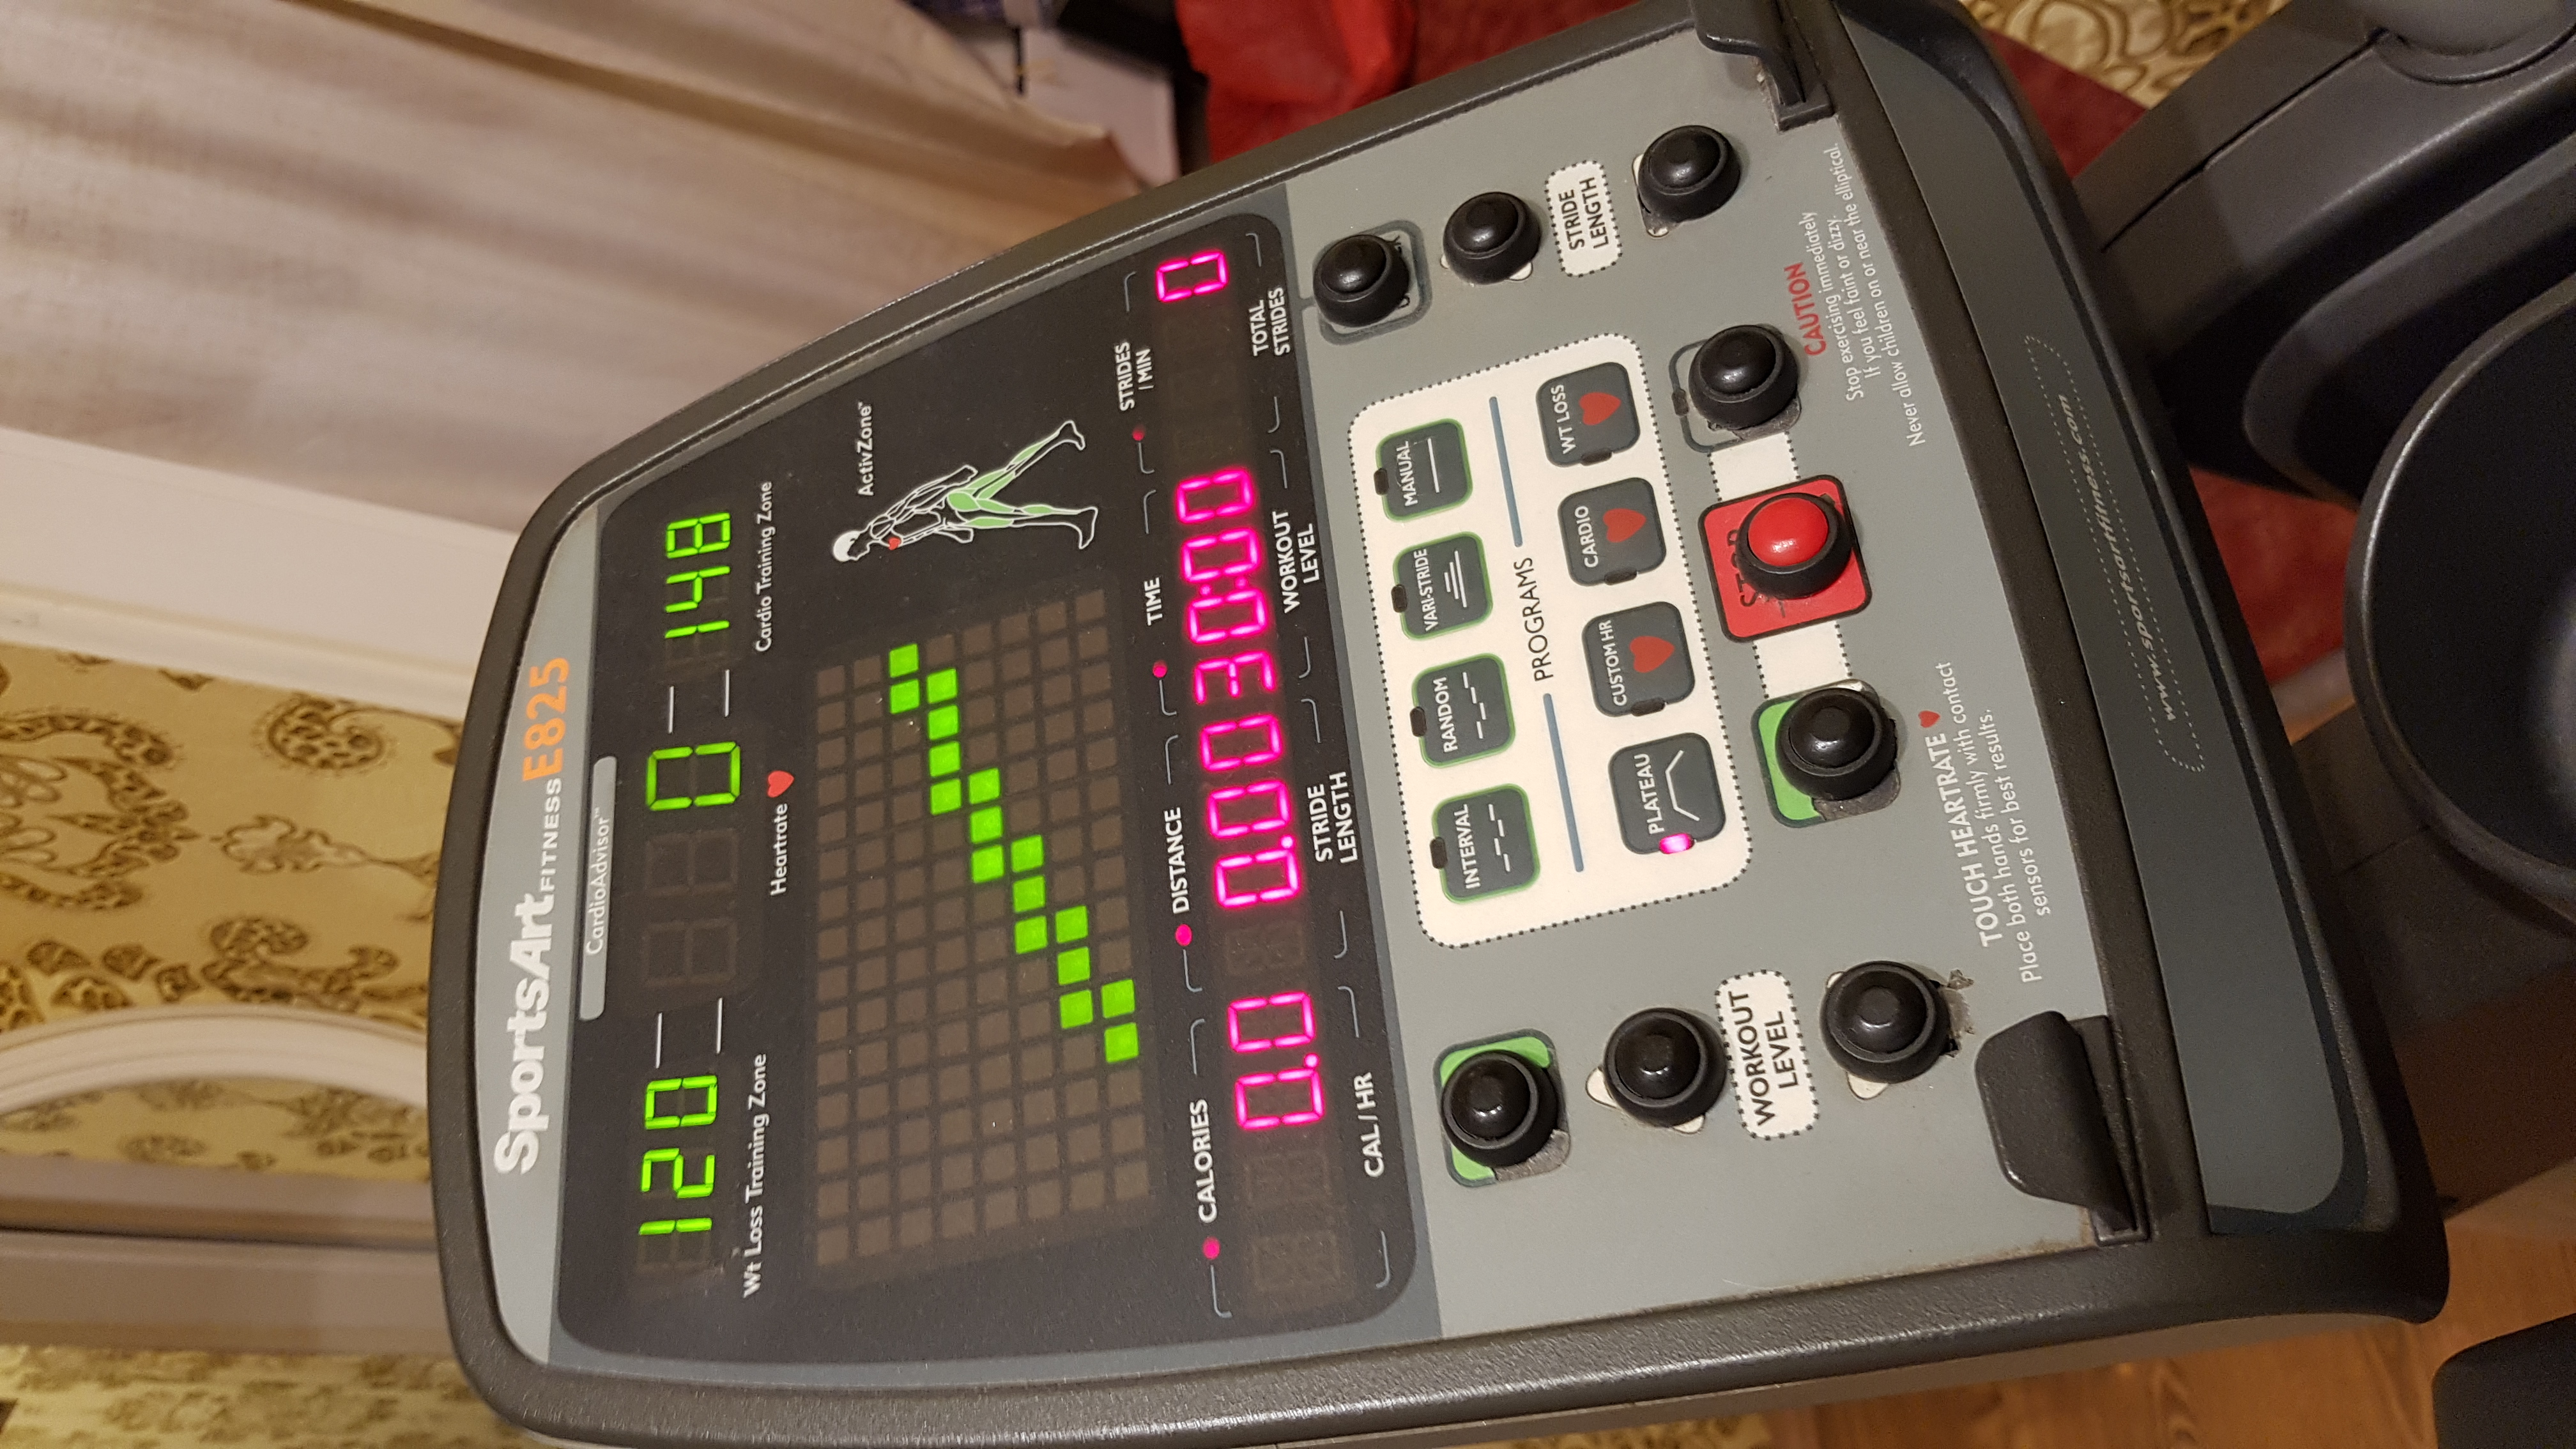 SportsArt FITNESS E825
CardioAdvisor™
120 0 148
Wt Loss Training Zone
Heartrate
Cardio Training Zone
ActivZone™
CALORIES
DISTANCE
TIME
STRIDES
/MIN
0.0 0.00 30:00 0
CAL/HR
STRIDE
LENGTH
WORKOUT
LEVEL
TOTAL
STRIDES
INTERVAL
RANDOM
VARI-STRIDE
MANUAL
PROGRAMS
PLATEAU
CUSTOM HR
CARDIO
WT LOSS
WORKOUT
LEVEL
STRIDE
LENGTH
STOP
TOUCH HEARTRATE
Place both hands firmly with contact
sensors for best results.
CAUTION
Stop exercising immediately
If you feel faint or dizzy.
Never allow children on or near the elliptical.
www.sportsartfitness.com